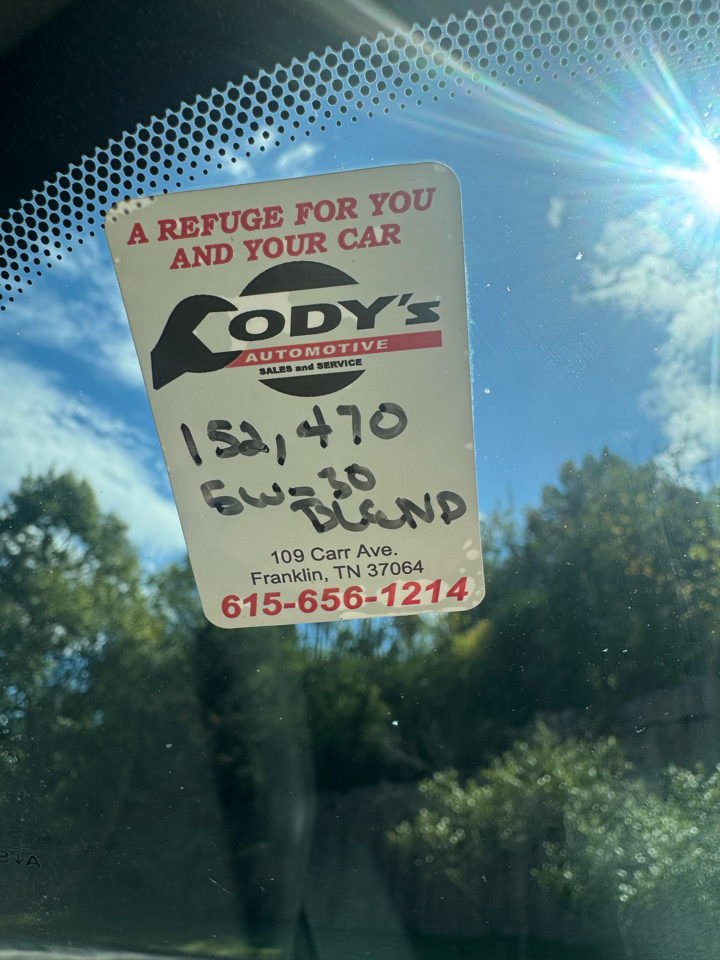 A REFUGE FOR YOU
AND YOUR CAR
CODY's
AUTOMOTIVE
SALES and SERVICE
152,470
5W-30
BLEND
109 Carr Ave.
Franklin, TN 37064
615-656-1214